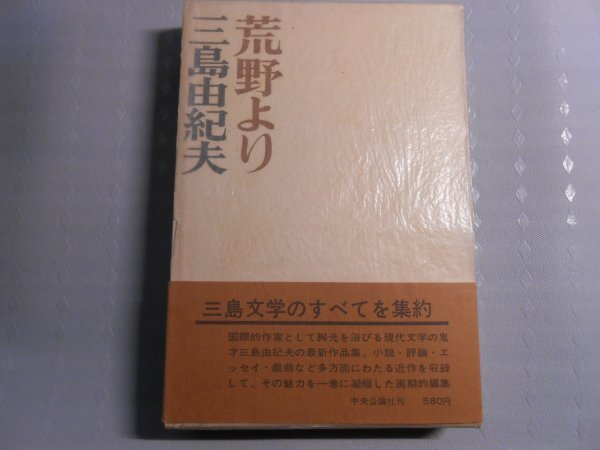 荒野より
三島由紀夫
三島文学のすべてを集約
国際的作家として脚光を浴びる現代文学の鬼
才三島由紀夫の最新作品集。小説・評論・エ
ッセイ・戯曲など多方面にわたる近作を収録
して、その魅力を一巻に凝縮した画期的編集
中央公論社刊 560円